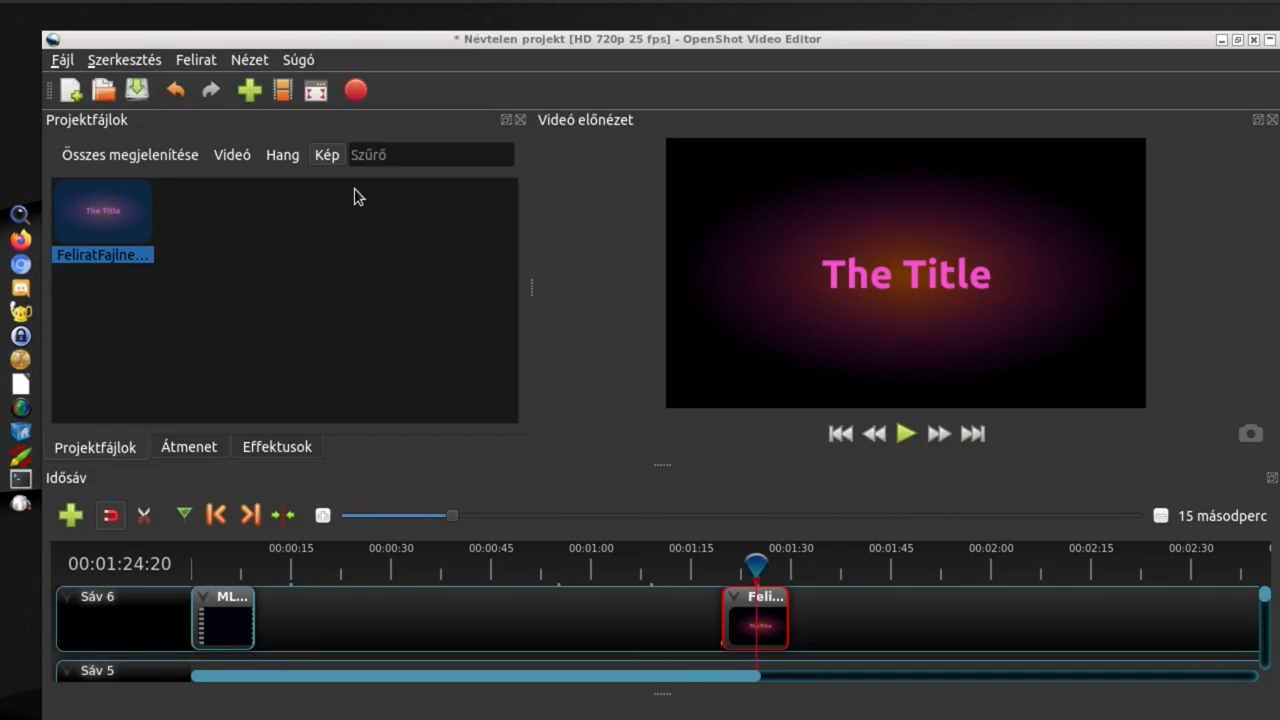 * Névtelen projekt [HD 720p 25 fps] - OpenShot Video Editor
Fájl Szerkesztés Felirat Nézet Súgó
Projektfájlok
Videó előnézet
Összes megjelenítése Videó Hang Kép Szűrő
The Title
FeliratFajlne...
The Title
Projektfájlok Átmenet Effektusok
Idősáv
15 másodperc
00:01:24:20
00:00:15 00:00:30 00:00:45 00:01:00 00:01:15 00:01:30 00:01:45 00:02:00 00:02:15 00:02:30
Sáv 6
ML...
Feli...
The Title
Sáv 5